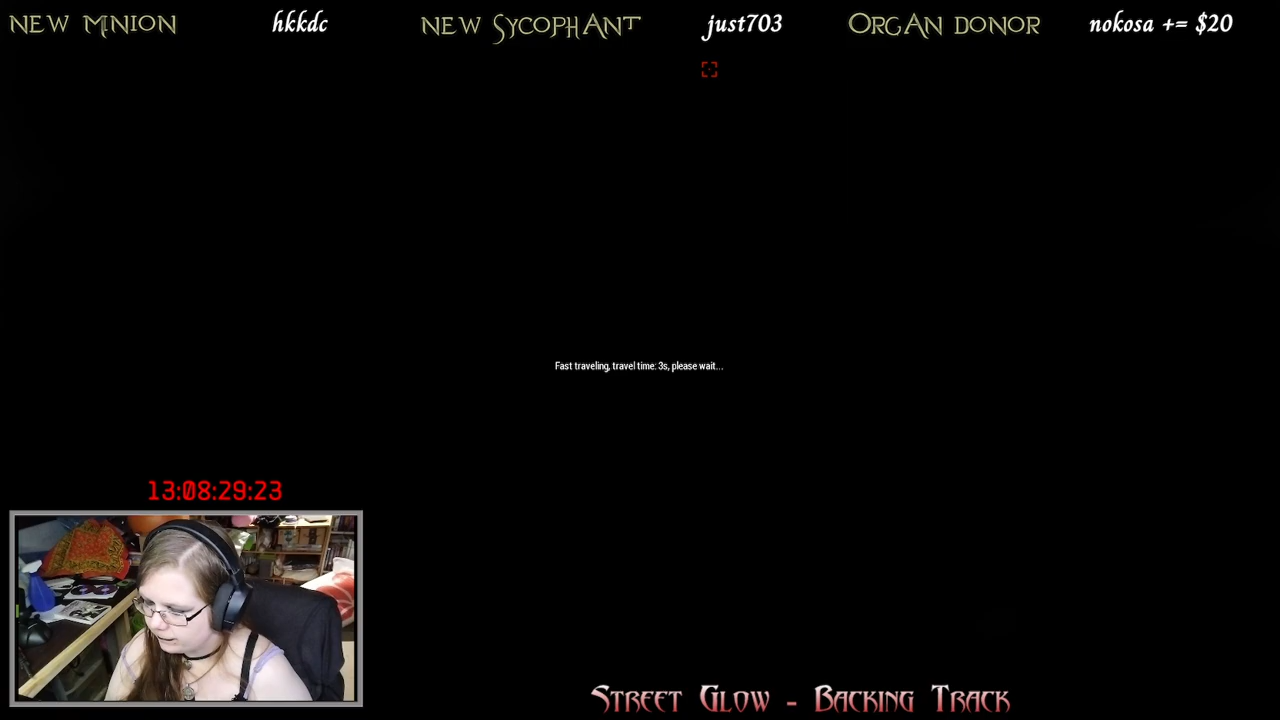 NEW MINION hkkdc NEW SYCOPHANT just703 ORGAN DONOR nokosa += $20
Fast traveling, travel time: 3s, please wait...
13:08:29:23
STREET GLOW - BACKING TRACK